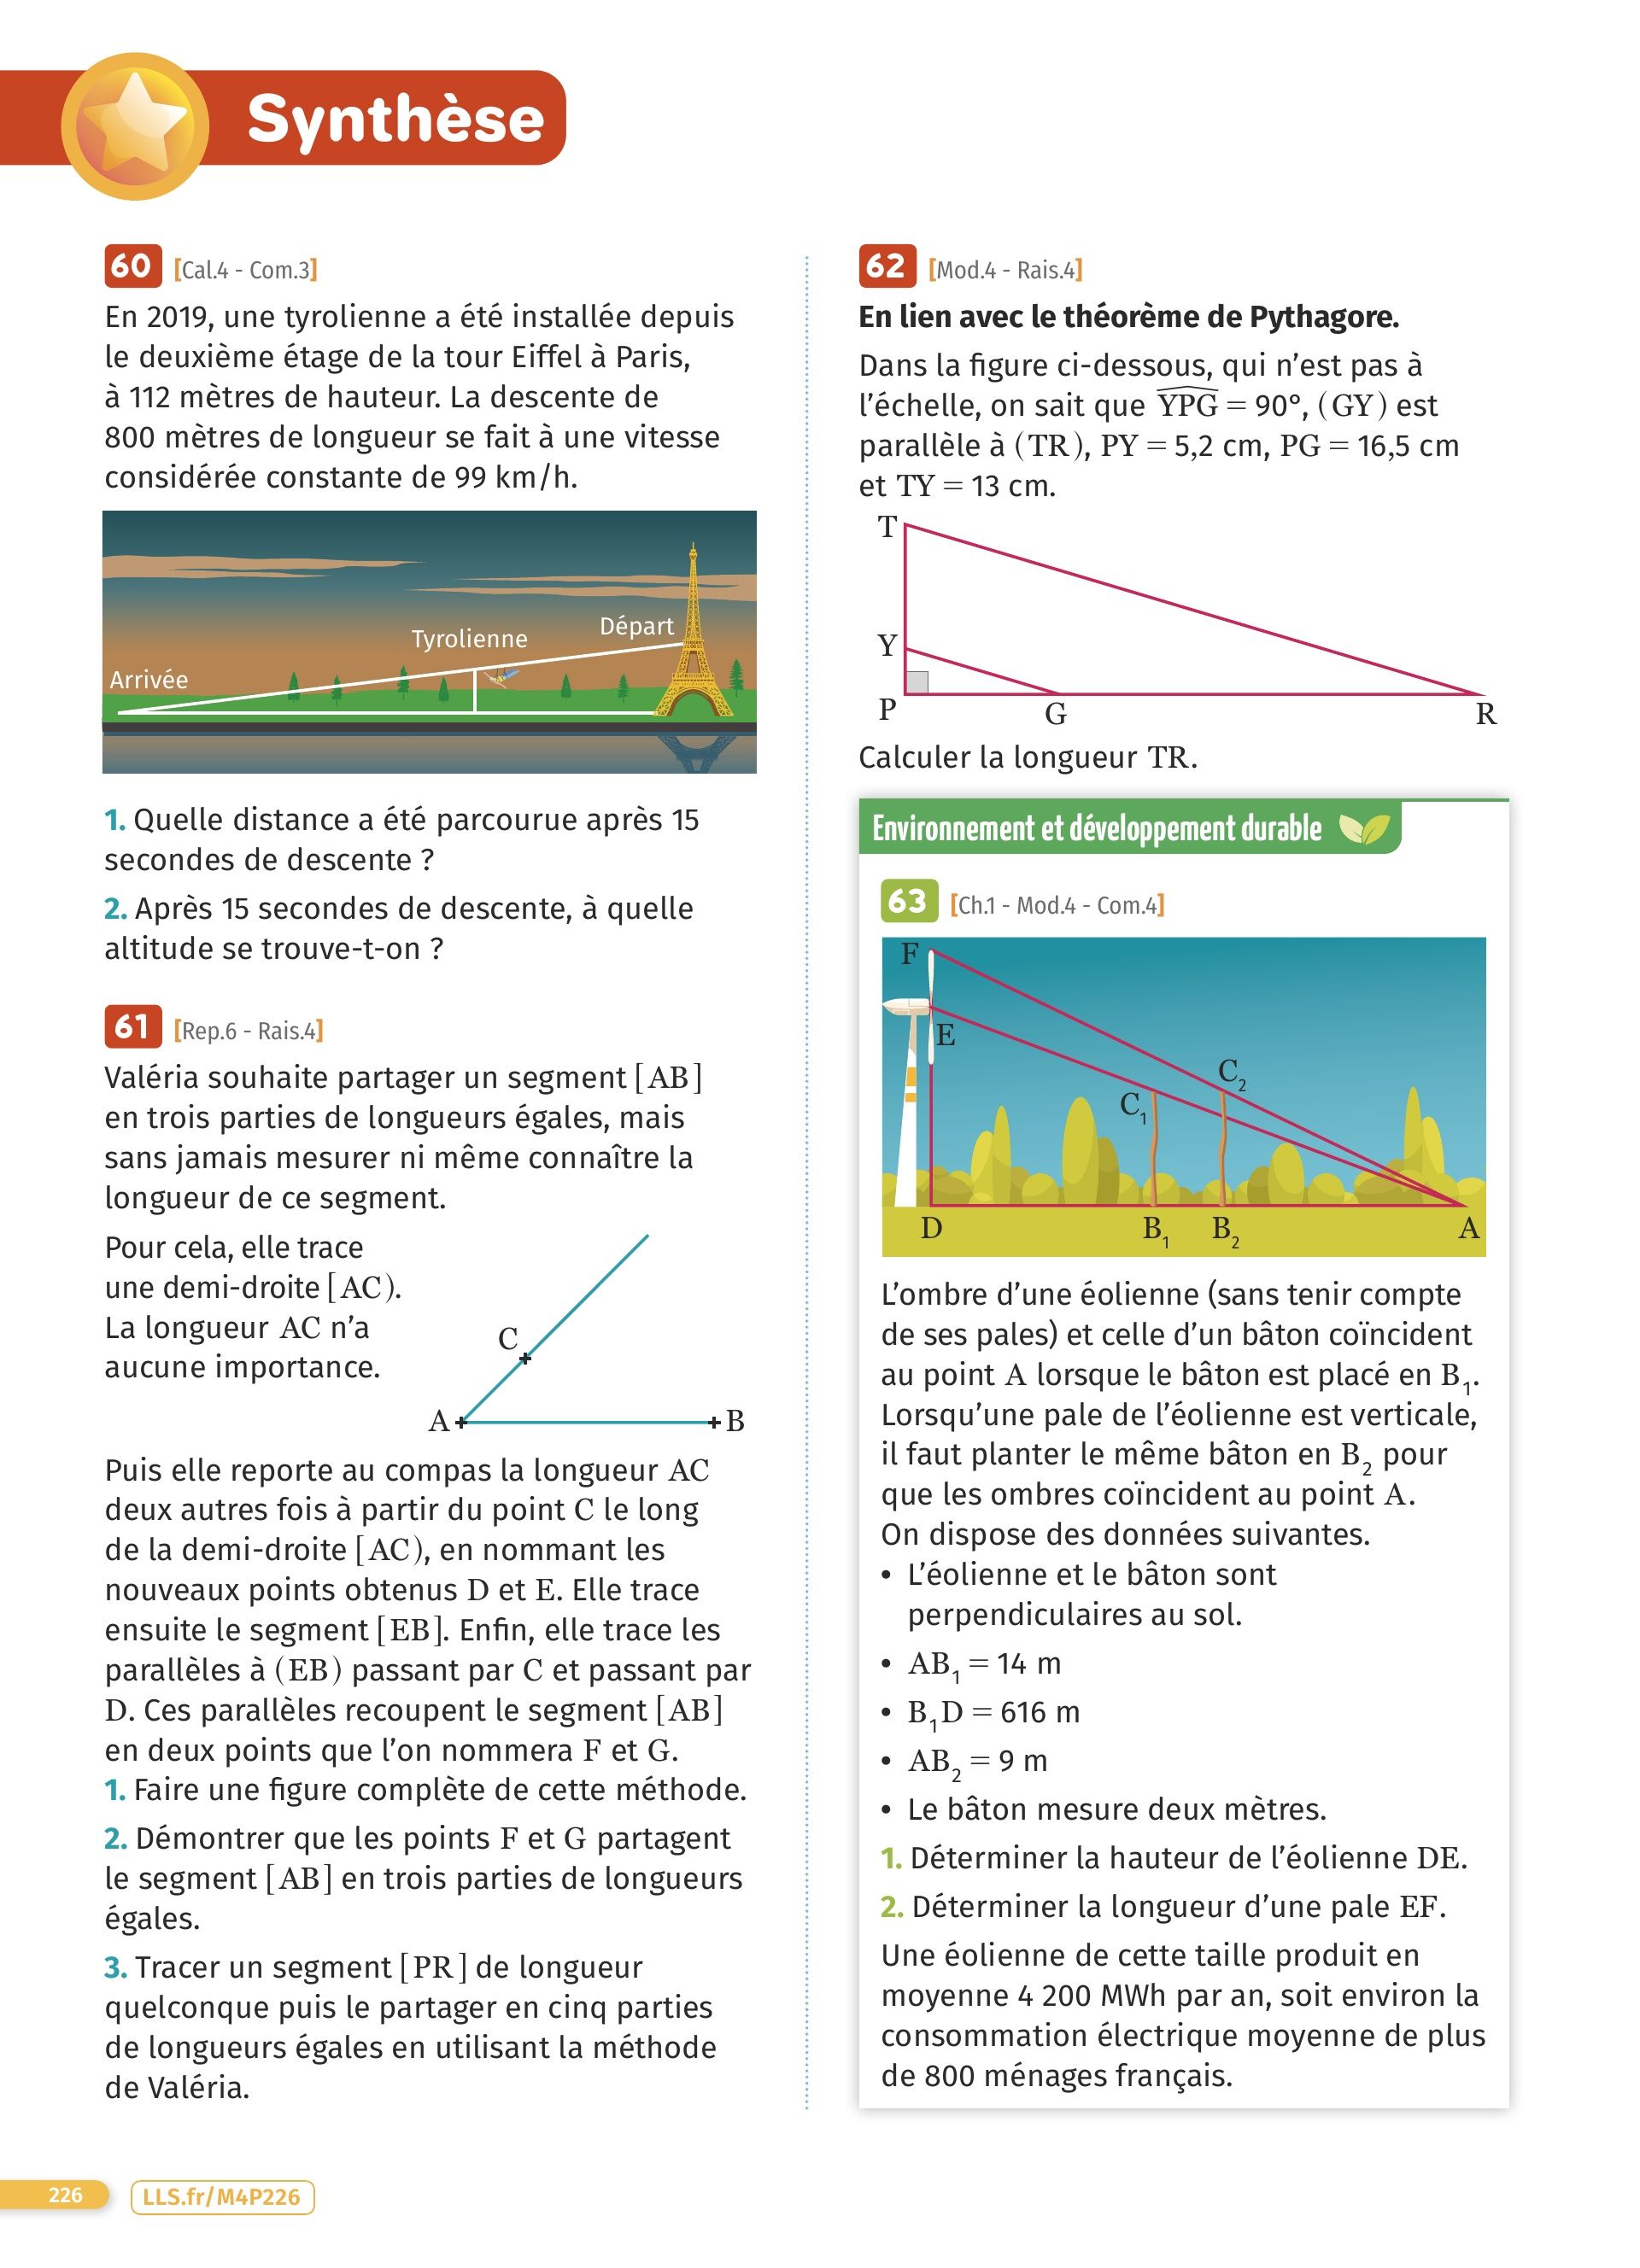 Synthèse
60 [Cal.4 - Com.3]
En 2019, une tyrolienne a été installée depuis
le deuxième étage de la tour Eiffel à Paris,
à 112 mètres de hauteur. La descente de
800 mètres de longueur se fait à une vitesse
considérée constante de 99 km/h.
Départ
Tyrolienne
Arrivée
1. Quelle distance a été parcourue après 15
secondes de descente ?
2. Après 15 secondes de descente, à quelle
altitude se trouve-t-on ?
61 [Rep.6 - Rais.4]
Valéria souhaite partager un segment [AB]
en trois parties de longueurs égales, mais
sans jamais mesurer ni même connaître la
longueur de ce segment.
Pour cela, elle trace
une demi-droite [AC).
La longueur AC n’a
aucune importance.
C
A
B
Puis elle reporte au compas la longueur AC
deux autres fois à partir du point C le long
de la demi-droite [AC), en nommant les
nouveaux points obtenus D et E. Elle trace
ensuite le segment [EB]. Enfin, elle trace les
parallèles à (EB) passant par C et passant par
D. Ces parallèles recoupent le segment [AB]
en deux points que l’on nommera F et G.
1. Faire une figure complète de cette méthode.
2. Démontrer que les points F et G partagent
le segment [AB] en trois parties de longueurs
égales.
3. Tracer un segment [PR] de longueur
quelconque puis le partager en cinq parties
de longueurs égales en utilisant la méthode
de Valéria.
62 [Mod.4 - Rais.4]
En lien avec le théorème de Pythagore.
Dans la figure ci-dessous, qui n’est pas à
l’échelle, on sait que YPG = 90°, (GY) est
parallèle à (TR), PY = 5,2 cm, PG = 16,5 cm
et TY = 13 cm.
T
Y
P
G
R
Calculer la longueur TR.
Environnement et développement durable
63 [Ch.1 - Mod.4 - Com.4]
F
E
C₂
C₁
D
B₁
B₂
A
L’ombre d’une éolienne (sans tenir compte
de ses pales) et celle d’un bâton coïncident
au point A lorsque le bâton est placé en B₁.
Lorsqu’une pale de l’éolienne est verticale,
il faut planter le même bâton en B₂ pour
que les ombres coïncident au point A.
On dispose des données suivantes.
• L’éolienne et le bâton sont
perpendiculaires au sol.
• AB₁ = 14 m
• B₁D = 616 m
• AB₂ = 9 m
• Le bâton mesure deux mètres.
1. Déterminer la hauteur de l’éolienne DE.
2. Déterminer la longueur d’une pale EF.
Une éolienne de cette taille produit en
moyenne 4 200 MWh par an, soit environ la
consommation électrique moyenne de plus
de 800 ménages français.
226
LLS.fr/M4P226